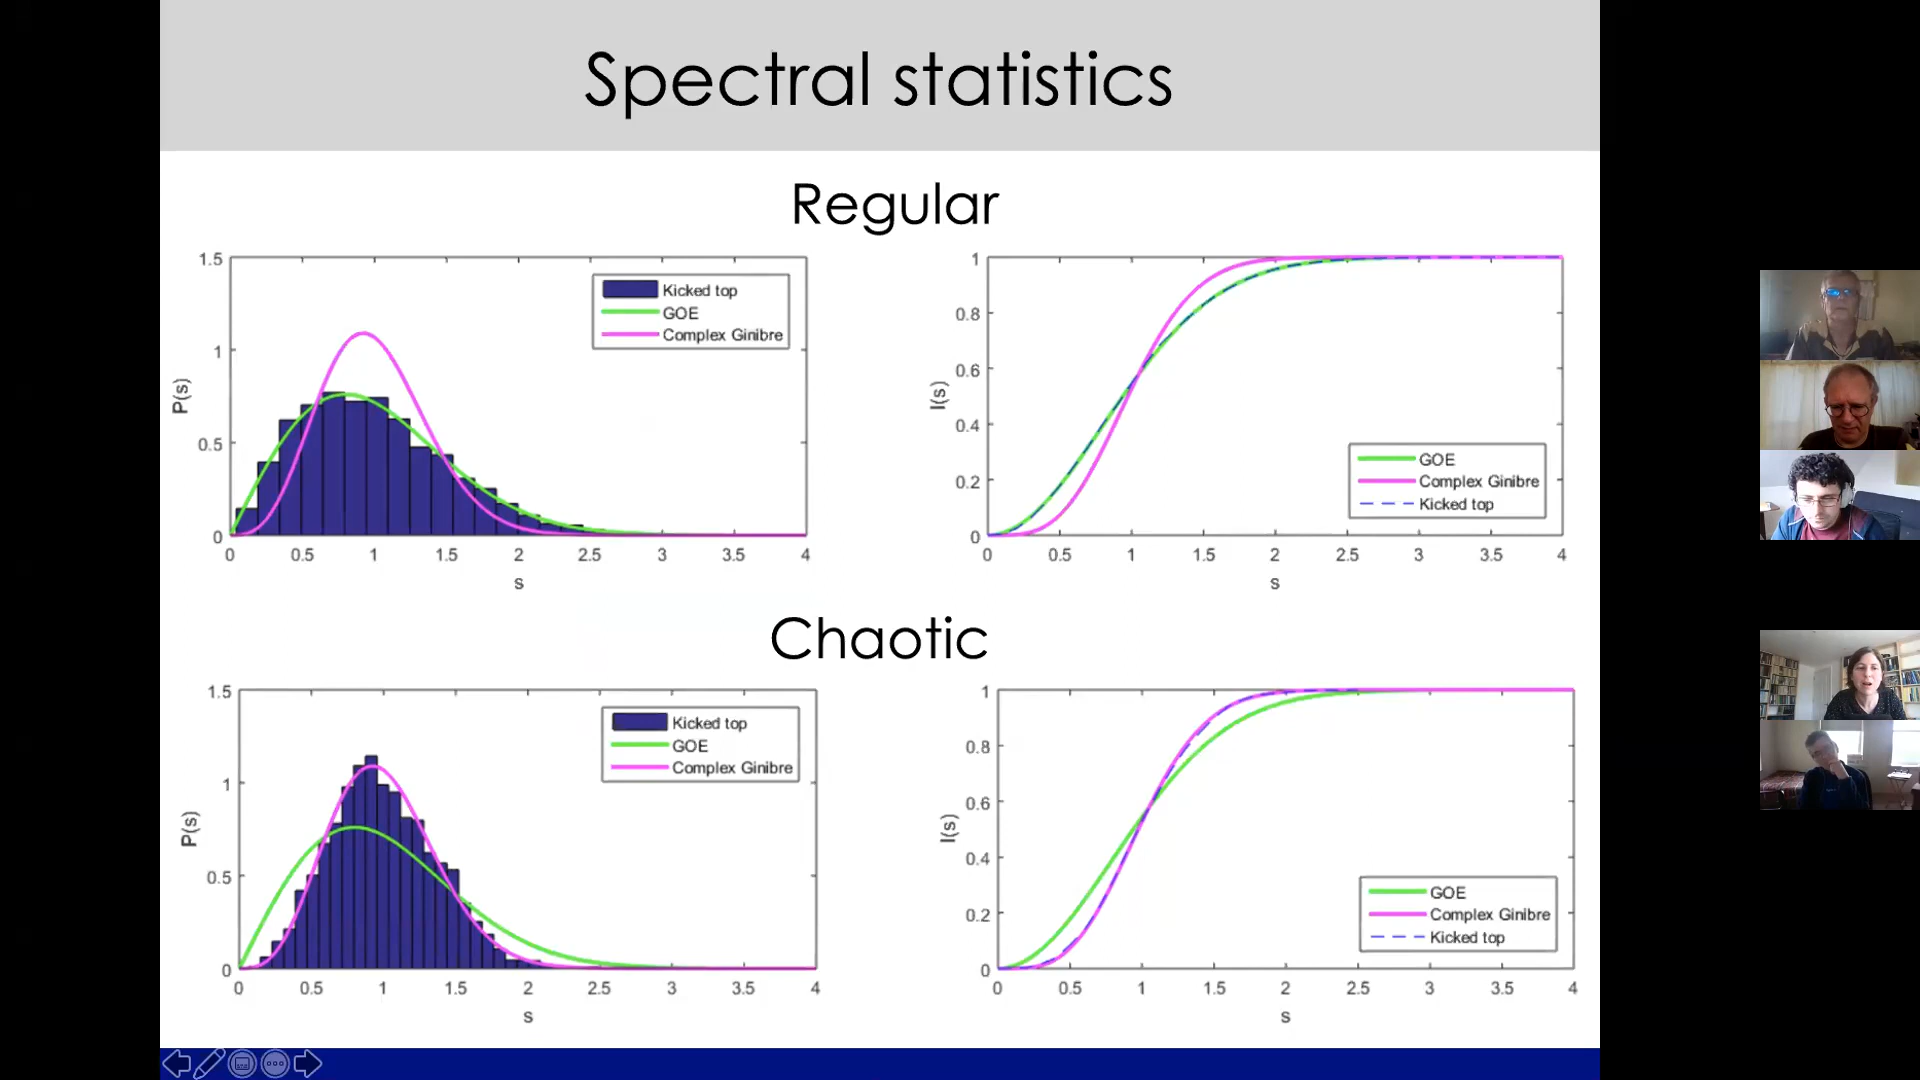 Spectral statistics
Regular
1.5
1
0.5
0
P(s)
Kicked top
GOE
Complex Ginibre
0 0.5 1 1.5 2 2.5 3 3.5 4
s
1
0.8
0.6
0.4
0.2
0
I(s)
GOE
Complex Ginibre
Kicked top
0 0.5 1 1.5 2 2.5 3 3.5 4
s
Chaotic
1.5
1
0.5
0
P(s)
Kicked top
GOE
Complex Ginibre
0 0.5 1 1.5 2 2.5 3 3.5 4
s
1
0.8
0.6
0.4
0.2
0
I(s)
GOE
Complex Ginibre
Kicked top
0 0.5 1 1.5 2 2.5 3 3.5 4
s